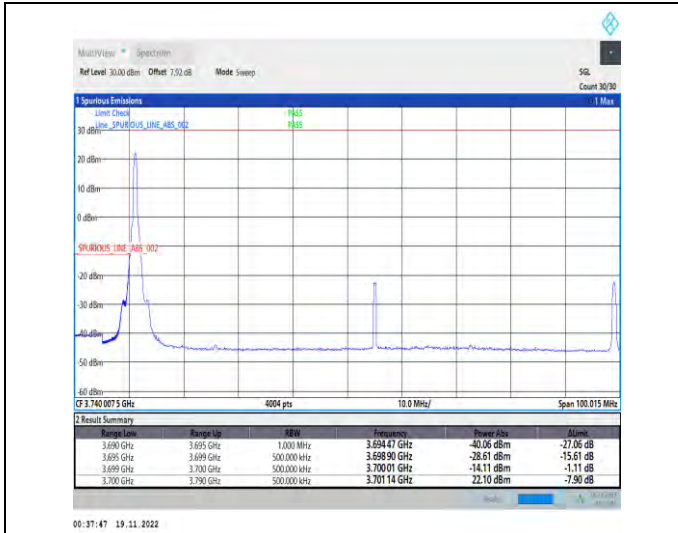 MultiView Spektrum
Ref Level 30.00 dBm Offset 7.92 dB Mode Sweep SGL
Count 30/30
1 Spurious Emissions 1 Max
Limit Check PASS
Line _SPURIOUS_LINE_ABS_002 PASS
30 dBm
20 dBm
10 dBm
0 dBm
_SPURIOUS_LINE_ABS_002
-20 dBm
-30 dBm
-40 dBm
-50 dBm
-60 dBm
CF 3.740 007 5 GHz 4004 pts 10.0 MHz/ Span 100.015 MHz
2 Result Summary
Range Low Range Up RBW Frequency Power Abs ΔLimit
3.690 GHz 3.695 GHz 1.000 MHz 3.694 47 GHz -40.06 dBm -27.06 dB
3.695 GHz 3.699 GHz 500.000 kHz 3.698 90 GHz -28.61 dBm -15.61 dB
3.699 GHz 3.700 GHz 500.000 kHz 3.700 01 GHz -14.11 dBm -1.11 dB
3.700 GHz 3.790 GHz 500.000 kHz 3.701 14 GHz 22.10 dBm -7.90 dB
00:37:47 19.11.2022